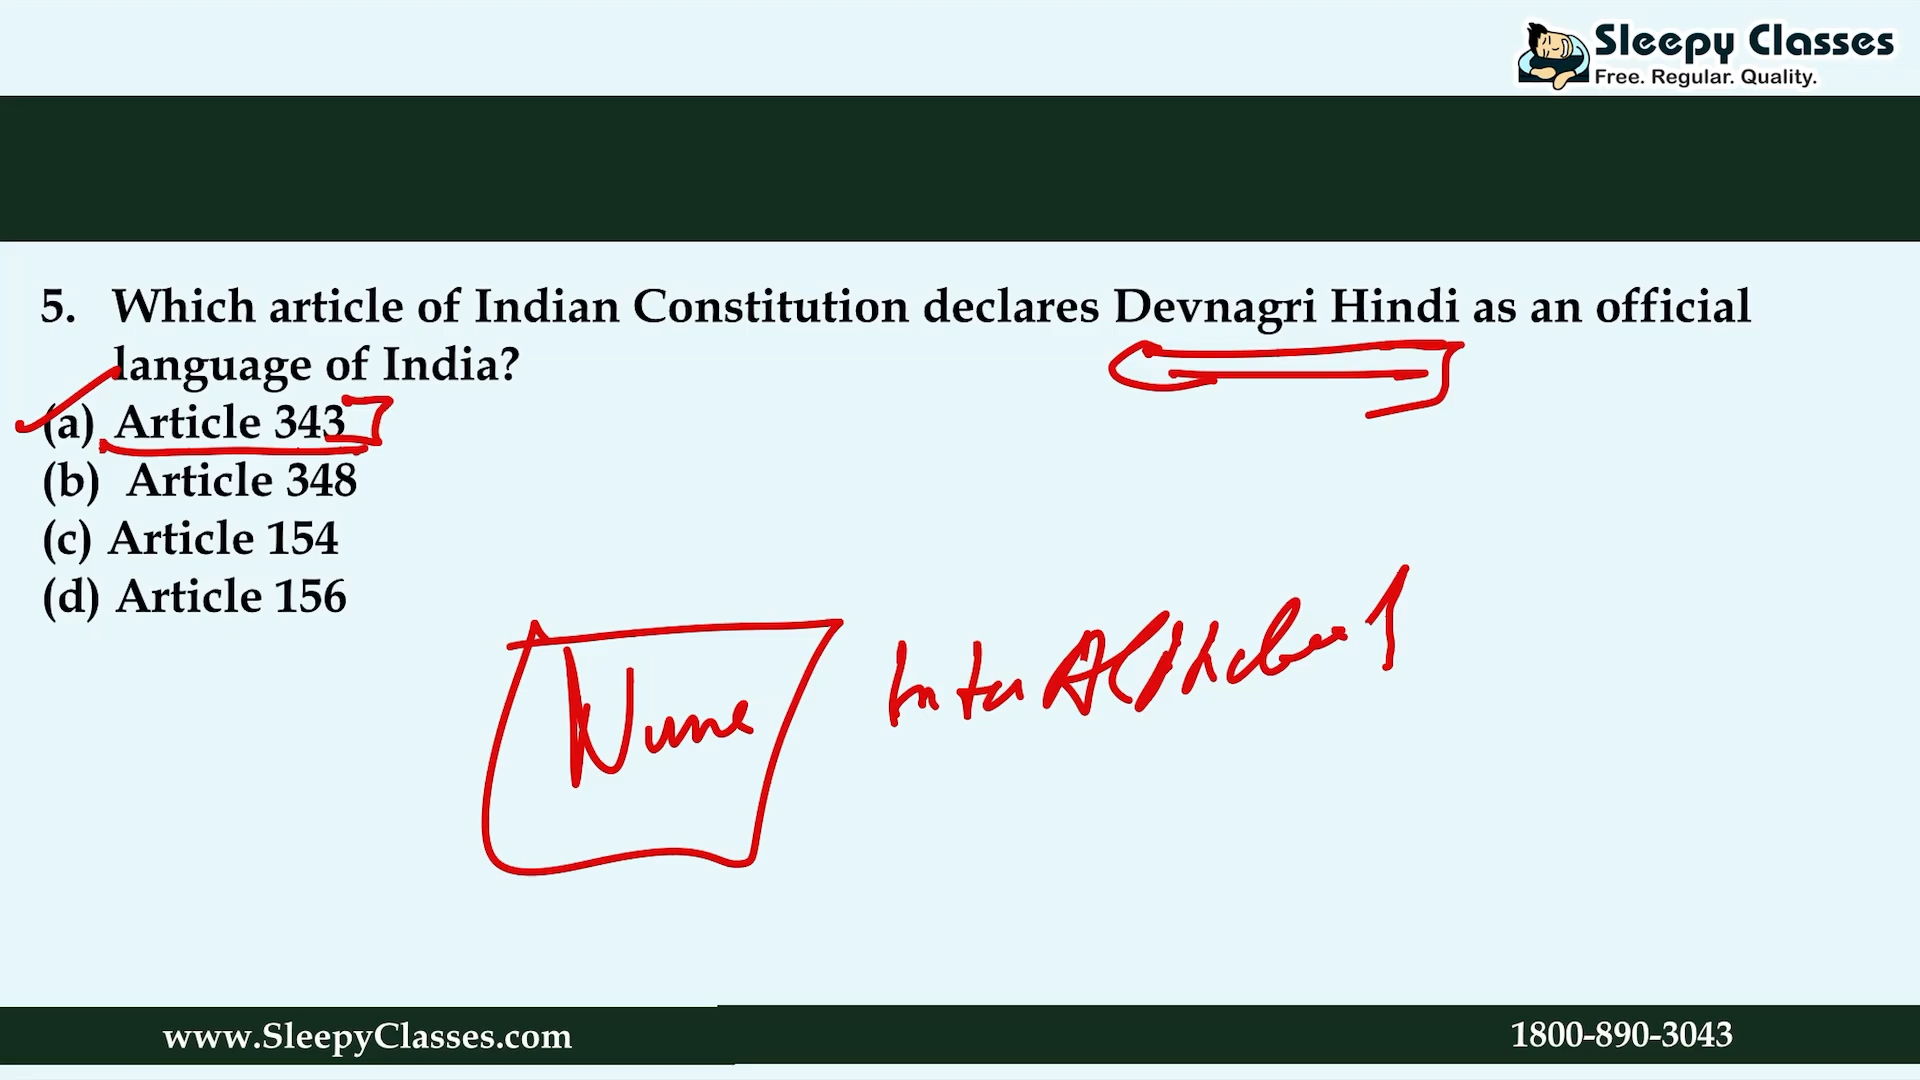 Sleepy Classes
Free. Regular. Quality.
5. Which article of Indian Constitution declares Devnagri Hindi as an official
language of India?
(a) Article 343
(b) Article 348
(c) Article 154
(d) Article 156
www.SleepyClasses.com
1800-890-3043